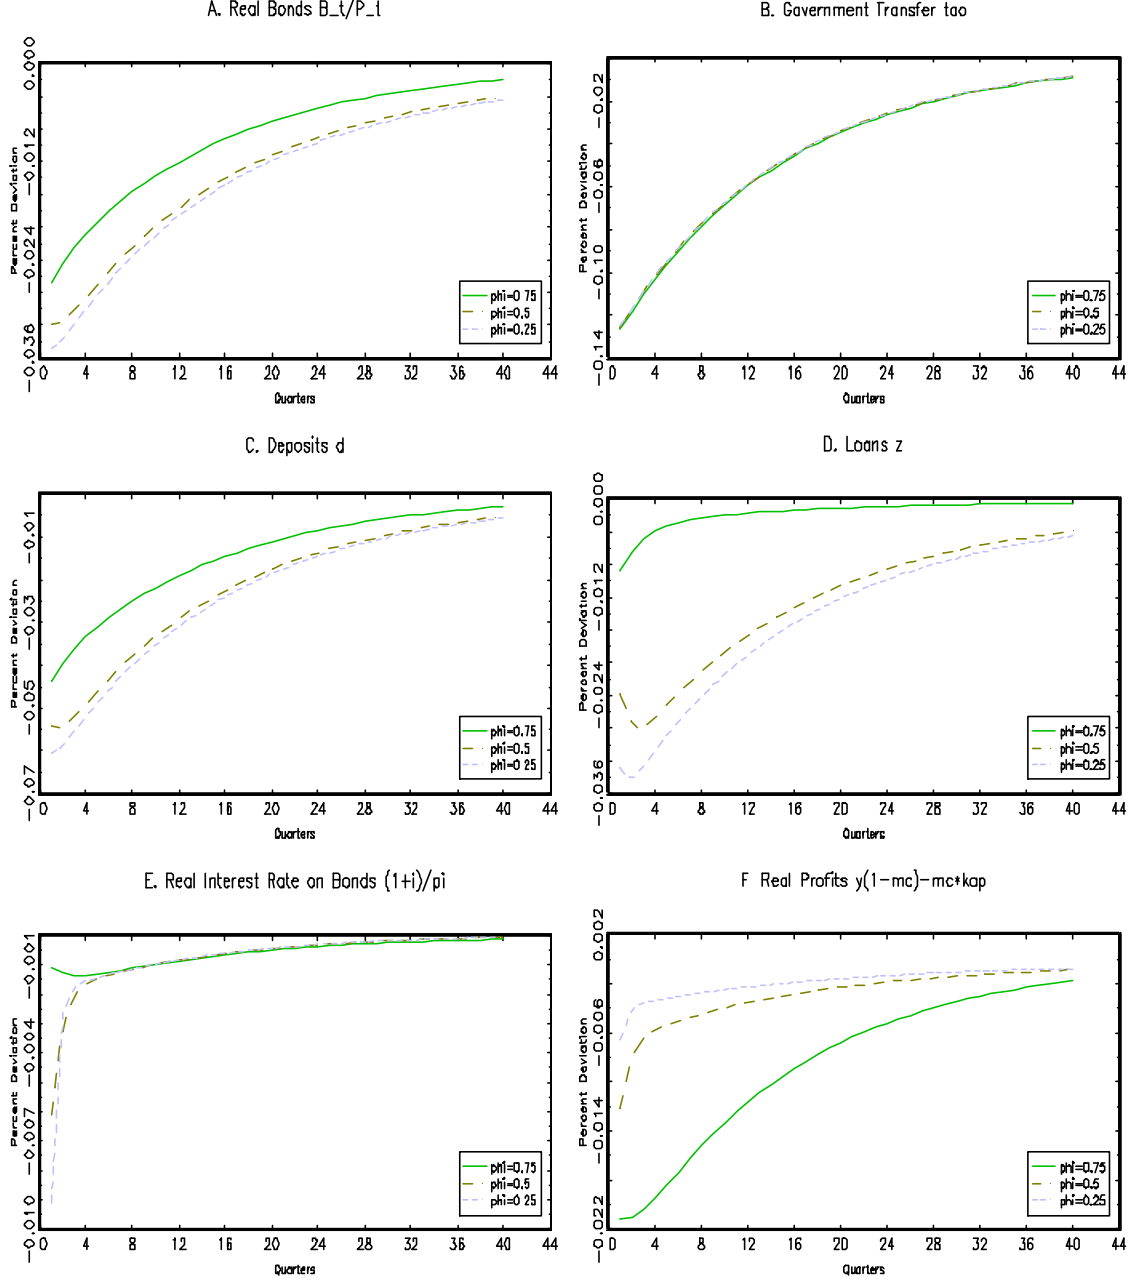 A. Real Bonds B_t/P_t
B. Government Transfer tao
Percent Deviation
0.000
-0.012
-0.024
-0.036
0 4 8 12 16 20 24 28 32 36 40 44
Quarters
phi=0.75
phi=0.5
phi=0.25
Percent Deviation
-0.02
-0.06
-0.10
-0.14
0 4 8 12 16 20 24 28 32 36 40 44
Quarters
phi=0.75
phi=0.5
phi=0.25
C. Deposits d
D. Loans z
Percent Deviation
-0.01
-0.03
-0.05
-0.07
0 4 8 12 16 20 24 28 32 36 40 44
Quarters
phi=0.75
phi=0.5
phi=0.25
Percent Deviation
0.000
-0.012
-0.024
-0.036
0 4 8 12 16 20 24 28 32 36 40 44
Quarters
phi=0.75
phi=0.5
phi=0.25
E. Real Interest Rate on Bonds (1+i)/pi
F Real Profits y(1-mc)-mc*kap
Percent Deviation
-0.001
-0.004
-0.007
-0.010
0 4 8 12 16 20 24 28 32 36 40 44
Quarters
phi=0.75
phi=0.5
phi=0.25
Percent Deviation
0.002
-0.006
-0.014
-0.022
0 4 8 12 16 20 24 28 32 36 40 44
Quarters
phi=0.75
phi=0.5
phi=0.25